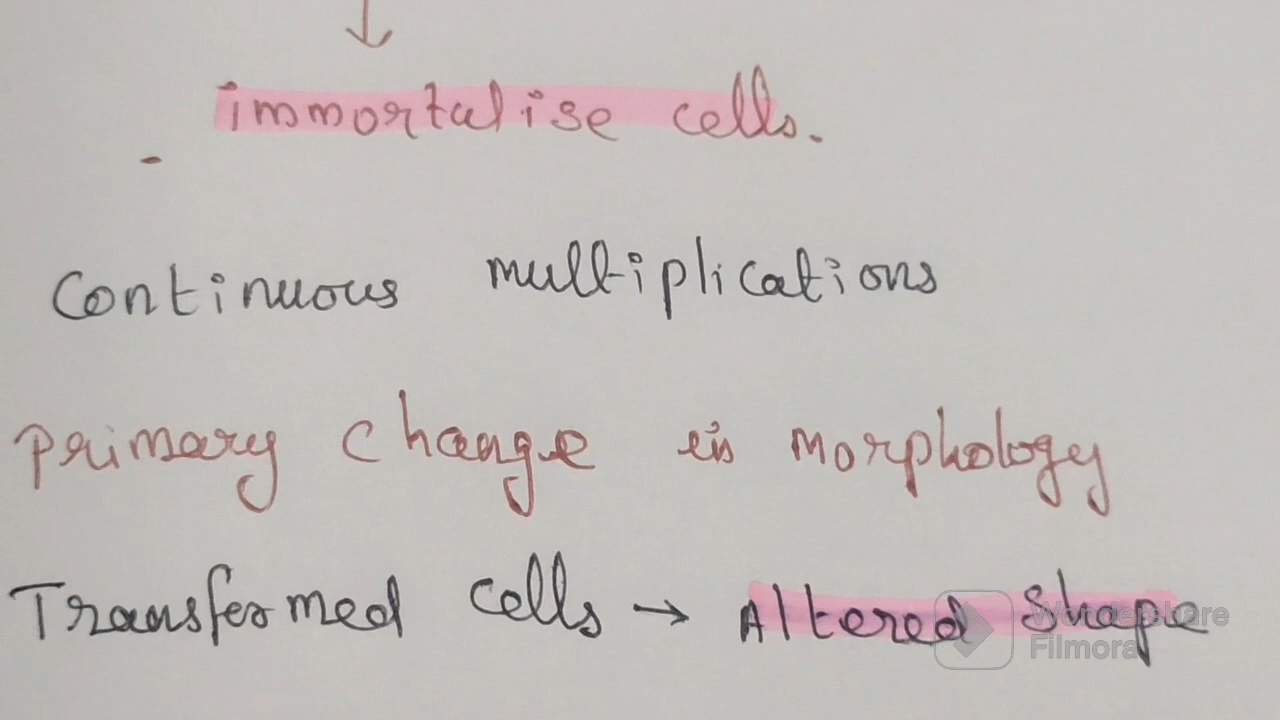 ↓
immortalise cells.
-
Continuous multiplications
primary change in morphology
Transformed cells → Altered shape
Wondershare
Filmora